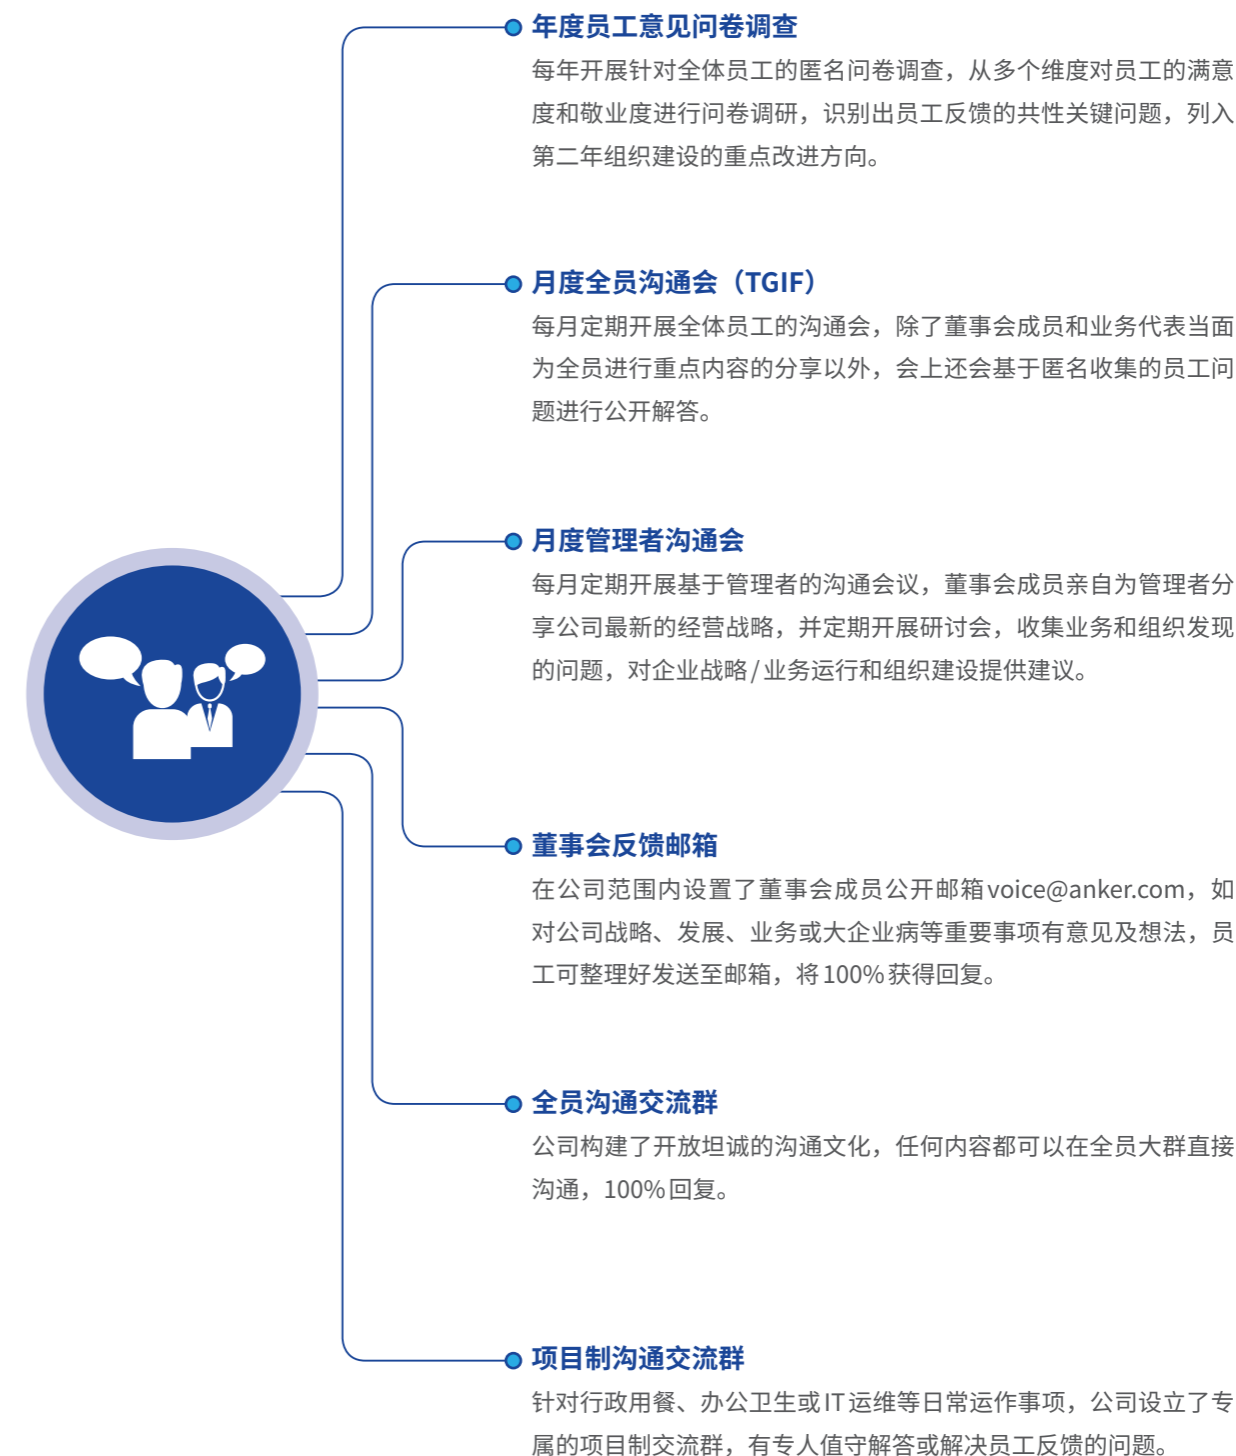 年度员工意见问卷调查
每年开展针对全体员工的匿名问卷调查，从多个维度对员工的满意
度和敬业度进行问卷调研，识别出员工反馈的共性关键问题，列入
第二年组织建设的重点改进方向。
月度全员沟通会（TGIF）
每月定期开展全体员工的沟通会，除了董事会成员和业务代表当面
为全员进行重点内容的分享以外，会上还会基于匿名收集的员工问
题进行公开解答。
月度管理者沟通会
每月定期开展基于管理者的沟通会议，董事会成员亲自为管理者分
享公司最新的经营战略，并定期开展研讨会，收集业务和组织发现
的问题，对企业战略/业务运行和组织建设提供建议。
董事会反馈邮箱
在公司范围内设置了董事会成员公开邮箱voice@anker.com，如
对公司战略、发展、业务或大企业病等重要事项有意见及想法，员
工可整理好发送至邮箱，将100%获得回复。
全员沟通交流群
公司构建了开放坦诚的沟通文化，任何内容都可以在全员大群直接
沟通，100%回复。
项目制沟通交流群
针对行政用餐、办公卫生或IT运维等日常运作事项，公司设立了专
属的项目制交流群，有专人值守解答或解决员工反馈的问题。